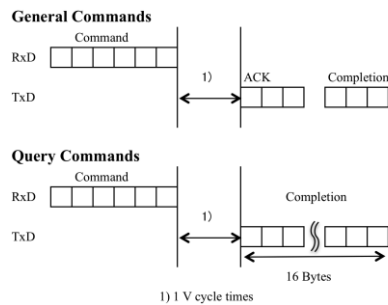 General Commands
Command
RxD
1)
ACK
Completion
TxD
Query Commands
Command
RxD
1)
Completion
TxD
16 Bytes
1) 1 V cycle times